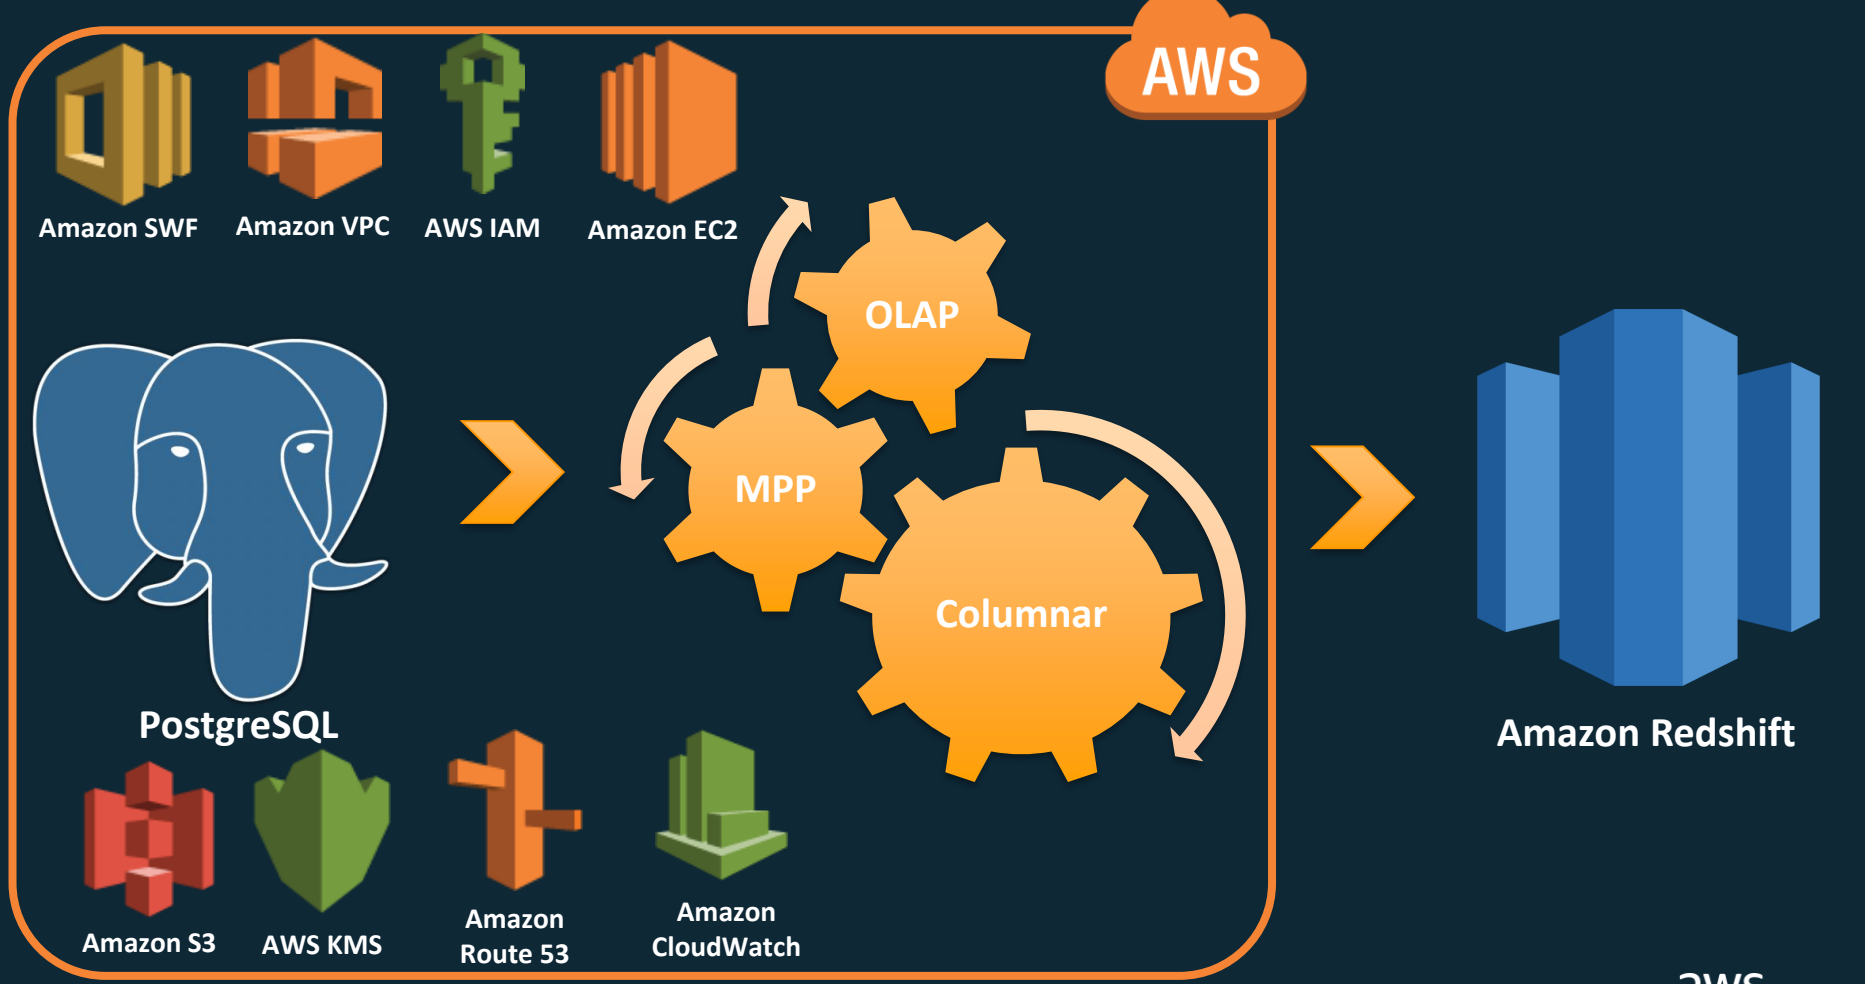 AWS
Amazon SWF
Amazon VPC
AWS IAM
Amazon EC2
OLAP
MPP
Columnar
PostgreSQL
Amazon Redshift
Amazon S3
AWS KMS
Amazon
Route 53
Amazon
CloudWatch
aws